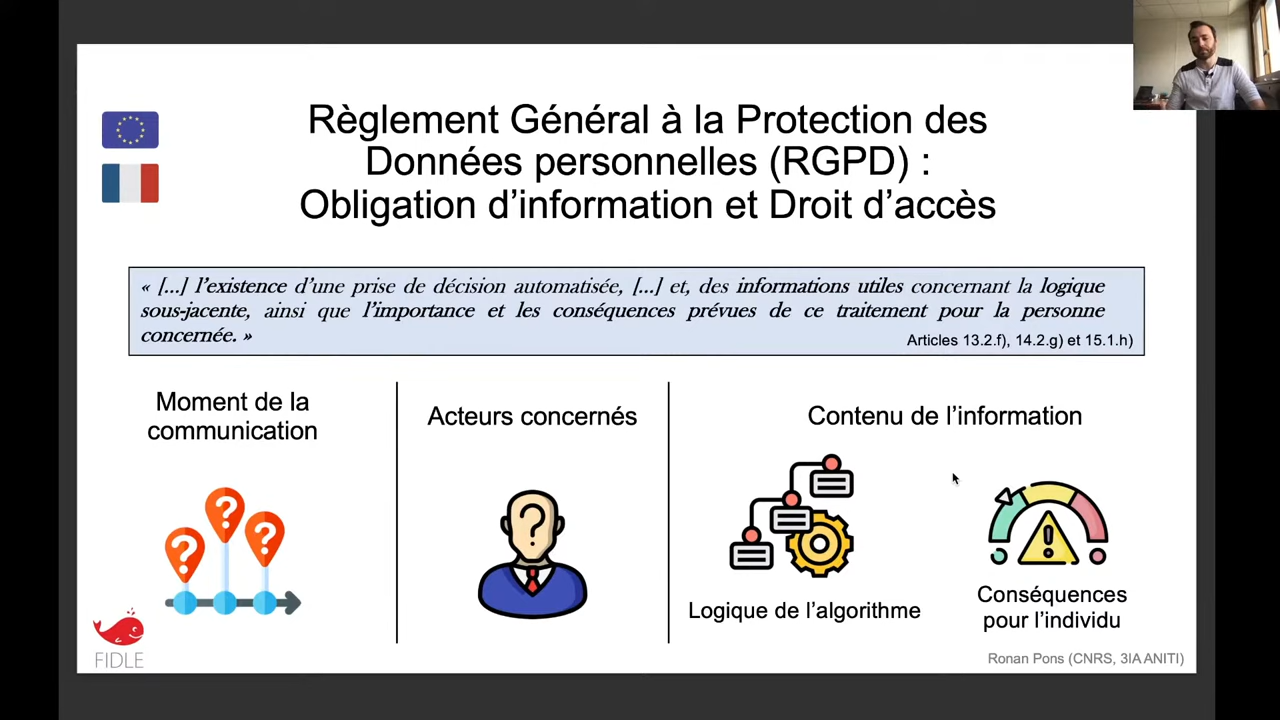 Règlement Général à la Protection des
Données personnelles (RGPD) :
Obligation d’information et Droit d’accès
« [...] l’existence d’une prise de décision automatisée, [...] et, des informations utiles concernant la logique
sous-jacente, ainsi que l’importance et les conséquences prévues de ce traitement pour la personne
concernée. »
Articles 13.2.f), 14.2.g) et 15.1.h)
Moment de la
communication
Acteurs concernés
Contenu de l’information
Logique de l’algorithme
Conséquences
pour l’individu
FIDLE
Ronan Pons (CNRS, 3IA ANITI)